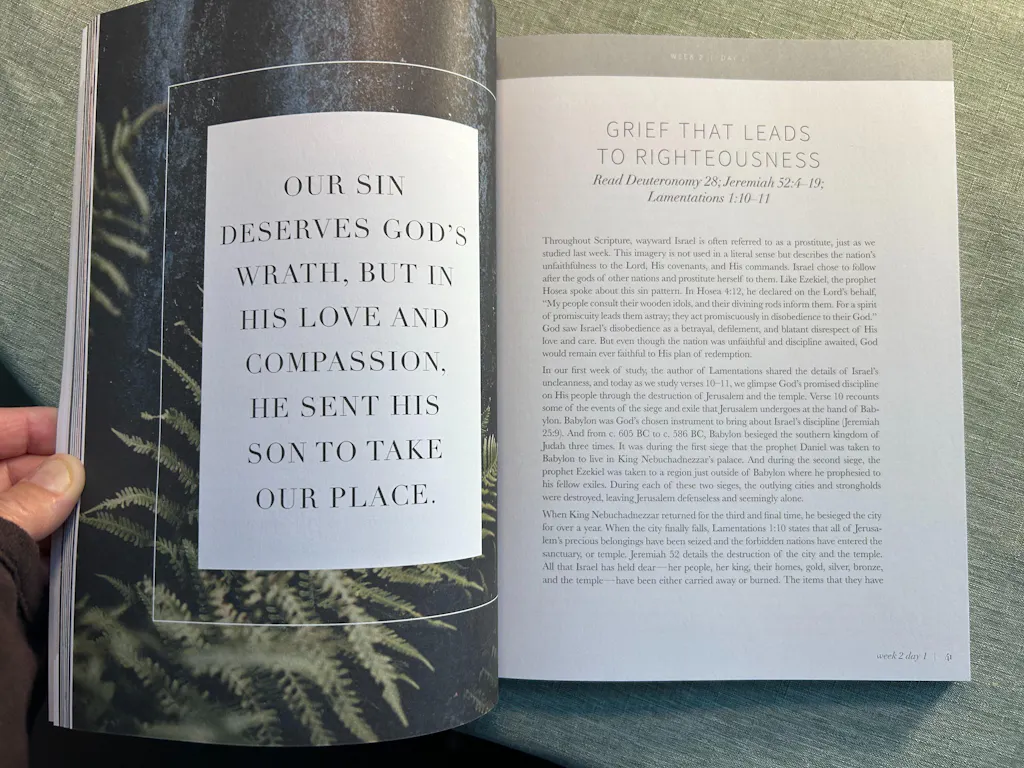 OUR SIN
DESERVES GOD'S
WRATH, BUT IN
HIS LOVE AND
COMPASSION,
HE SENT HIS
SON TO TAKE
OUR PLACE.
WEEK 2 | DAY
GRIEF THAT LEADS
TO RIGHTEOUSNESS
Read Deuteronomy 28; Jeremiah 52:4–19;
Lamentations 1:10–11
Throughout Scripture, wayward Israel is often referred to as a prostitute, just as we
studied last week. This imagery is not used in a literal sense but describes the nation's
unfaithfulness to the Lord, His covenants, and His commands. Israel chose to follow
after the gods of other nations and prostitute herself to them. Like Ezekiel, the prophet
Hosea spoke about this sin pattern. In Hosea 4:12, he declared on the Lord's behalf,
"My people consult their wooden idols, and their divining rods inform them. For a spirit
of promiscuity leads them astray; they act promiscuously in disobedience to their God."
God saw Israel's disobedience as a betrayal, defilement, and blatant disrespect of His
love and care. But even though the nation was unfaithful and discipline awaited, God
would remain ever faithful to His plan of redemption.
In our first week of study, the author of Lamentations shared the details of Israel's
uncleanness, and today as we study verses 10–11, we glimpse God's promised discipline
on His people through the destruction of Jerusalem and the temple. Verse 10 recounts
some of the events of the siege and exile that Jerusalem undergoes at the hand of Bab-
ylon. Babylon was God's chosen instrument to bring about Israel's discipline (Jeremiah
25:9). And from c. 605 BC to c. 586 BC, Babylon besieged the southern kingdom of
Judah three times. It was during the first siege that the prophet Daniel was taken to
Babylon to live in King Nebuchadnezzar's palace. And during the second siege, the
prophet Ezekiel was taken to a region just outside of Babylon where he prophesied to
his fellow exiles. During each of these two sieges, the outlying cities and strongholds
were destroyed, leaving Jerusalem defenseless and seemingly alone.
When King Nebuchadnezzar returned for the third and final time, he besieged the city
for over a year. When the city finally falls, Lamentations 1:10 states that all of Jerusa-
lem's precious belongings have been seized and the forbidden nations have entered the
sanctuary, or temple. Jeremiah 52 details the destruction of the city and the temple.
All that Israel has held dear—her people, her king, their homes, gold, silver, bronze,
and the temple—have been either carried away or burned. The items that they have
week 2 day 1 | 51